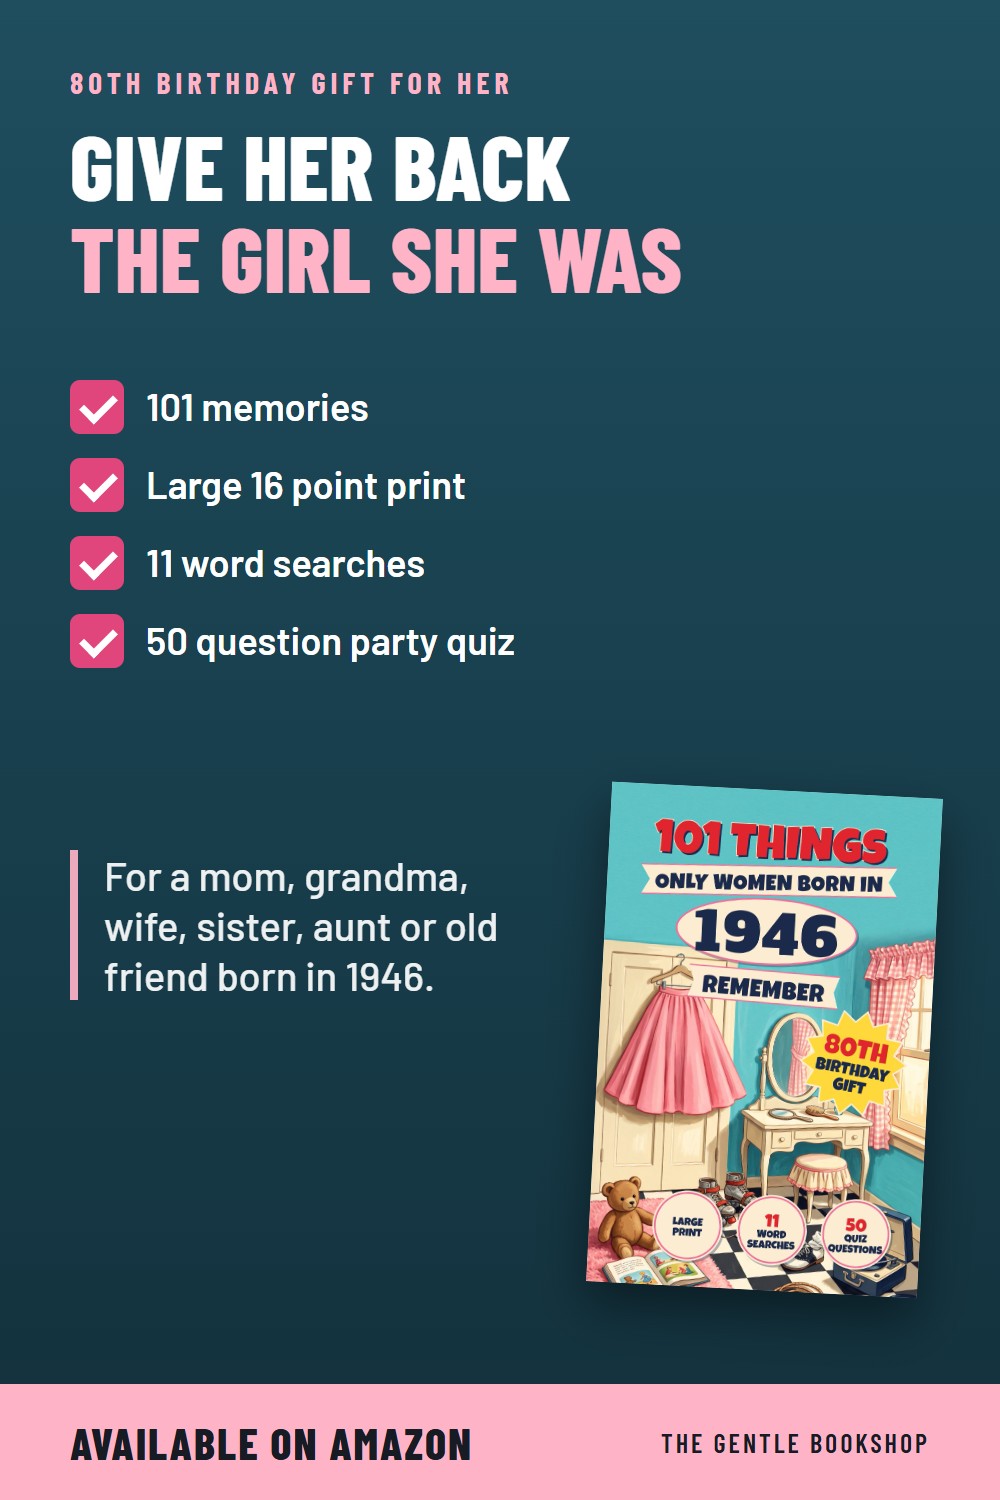 80TH BIRTHDAY GIFT FOR HER
GIVE HER BACK
THE GIRL SHE WAS
101 memories
Large 16 point print
11 word searches
50 question party quiz
For a mom, grandma,
wife, sister, aunt or old
friend born in 1946.
101 THINGS
ONLY WOMEN BORN IN
1946
REMEMBER
80TH
BIRTHDAY
GIFT
LARGE
PRINT
11
WORD
SEARCHES
50
QUIZ
QUESTIONS
AVAILABLE ON AMAZON
THE GENTLE BOOKSHOP